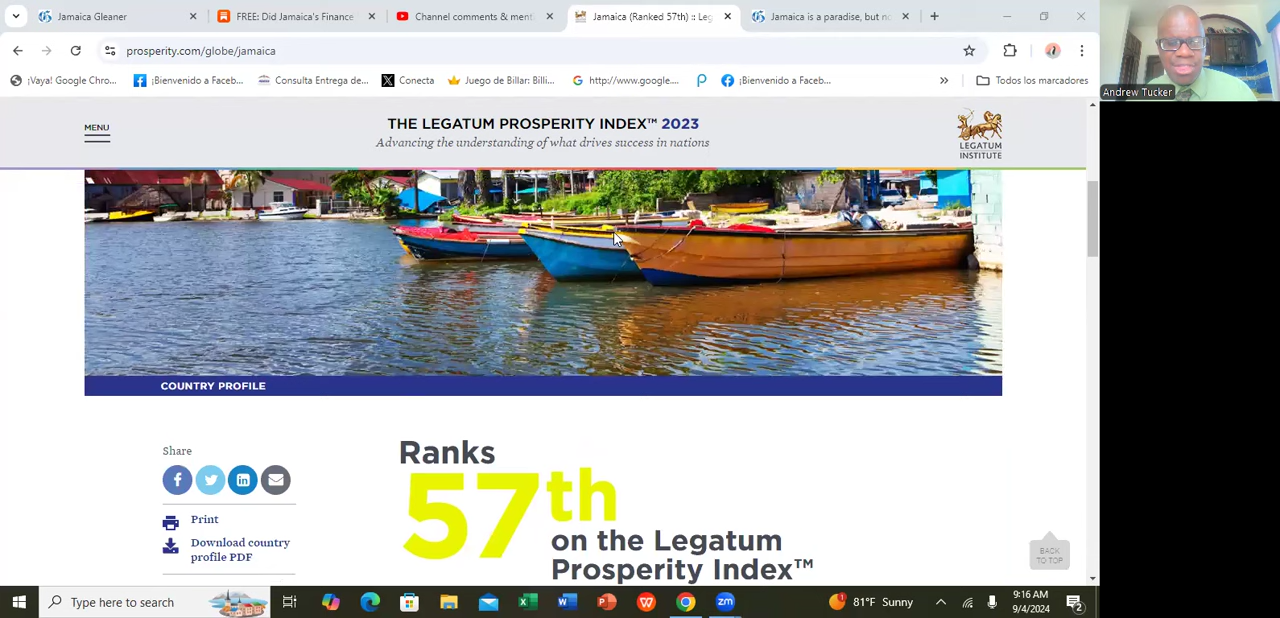 Jamaica Gleaner
FREE: Did Jamaica's Finance
Channel comments & menti
Jamaica (Ranked 57th) :: Leg
Jamaica is a paradise, but no
prosperity.com/globe/jamaica
¡Vaya! Google Chro...
¡Bienvenido a Faceb...
Consulta Entrega de...
Conecta
Juego de Billar: Billi...
http://www.google....
¡Bienvenido a Faceb...
»
Todos los marcadores
Andrew Tucker
MENU
THE LEGATUM PROSPERITY INDEX™ 2023
Advancing the understanding of what drives success in nations
LEGATUM
INSTITUTE
COUNTRY PROFILE
Share
Print
Download country
profile PDF
Ranks
57th
on the Legatum
Prosperity Index™
BACK
TO TOP
Type here to search
81°F Sunny
9:16 AM
9/4/2024
2